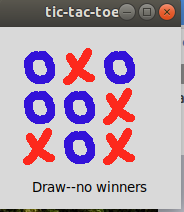 tic-tac-toe
O X O
O O X
X O X
Draw--no winners